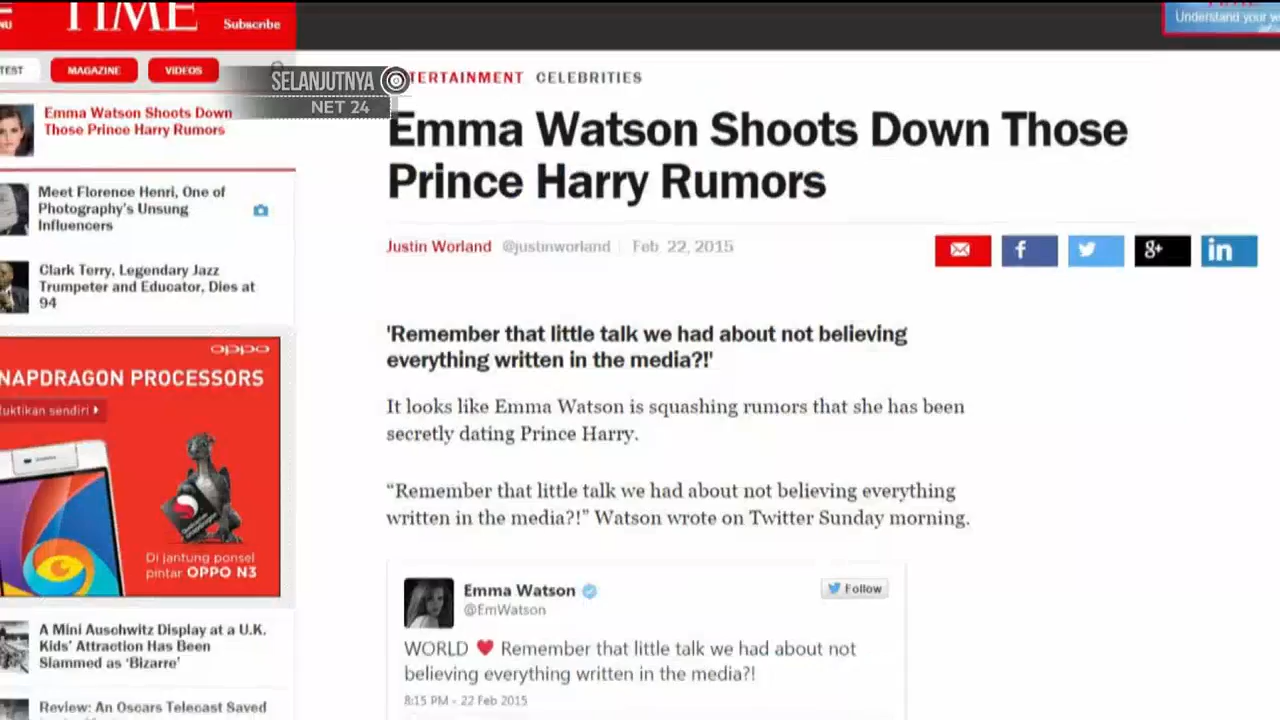 TIME
Subscribe
Understand your
MAGAZINE
VIDEOS
SELANJUTNYA
NET 24
Emma Watson Shoots Down
Those Prince Harry Rumors
Meet Florence Henri, One of
Photography's Unsung
Influencers
Clark Terry, Legendary Jazz
Trumpeter and Educator, Dies at
94
oppo
PROCESSORS
sendiri
Di jantung ponsel
pintar OPPO N3
A Mini Auschwitz Display at a U.K.
Kids' Attraction Has Been
Slammed as 'Bizarre'
Review: An Oscars Telecast Saved
CELEBRITIES
Emma Watson Shoots Down Those
Prince Harry Rumors
Justin Worland @justinworland Feb 22, 2015
f
g+
in
'Remember that little talk we had about not believing
everything written in the media?!'
It looks like Emma Watson is squashing rumors that she has been
secretly dating Prince Harry.
“Remember that little talk we had about not believing everything
written in the media?!” Watson wrote on Twitter Sunday morning.
Emma Watson
Follow
@EmWatson
WORLD ♥ Remember that little talk we had about not
believing everything written in the media?!
8:15 PM - 22 Feb 2015